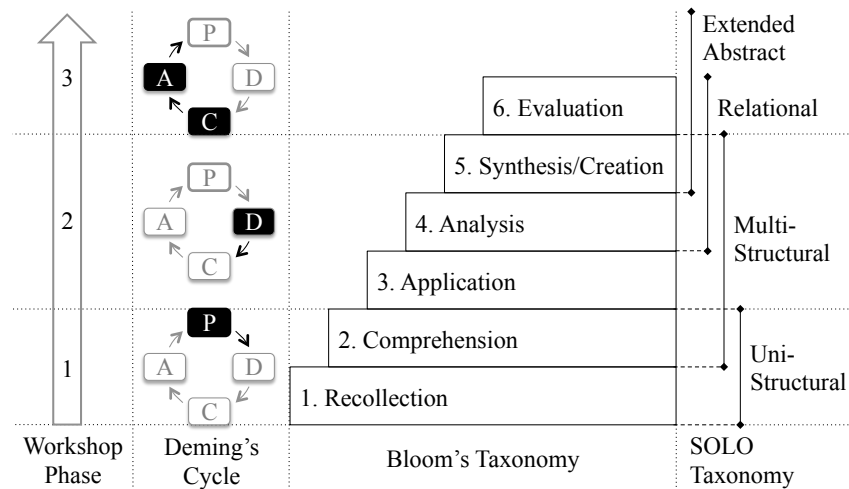 3
P
A
D
C
6. Evaluation
Extended
Abstract
Relational
2
P
A
D
C
5. Synthesis/Creation
4. Analysis
3. Application
Multi-
Structural
1
P
A
D
C
2. Comprehension
1. Recollection
Uni-
Structural
Workshop
Phase
Deming's
Cycle
Bloom's Taxonomy
SOLO
Taxonomy